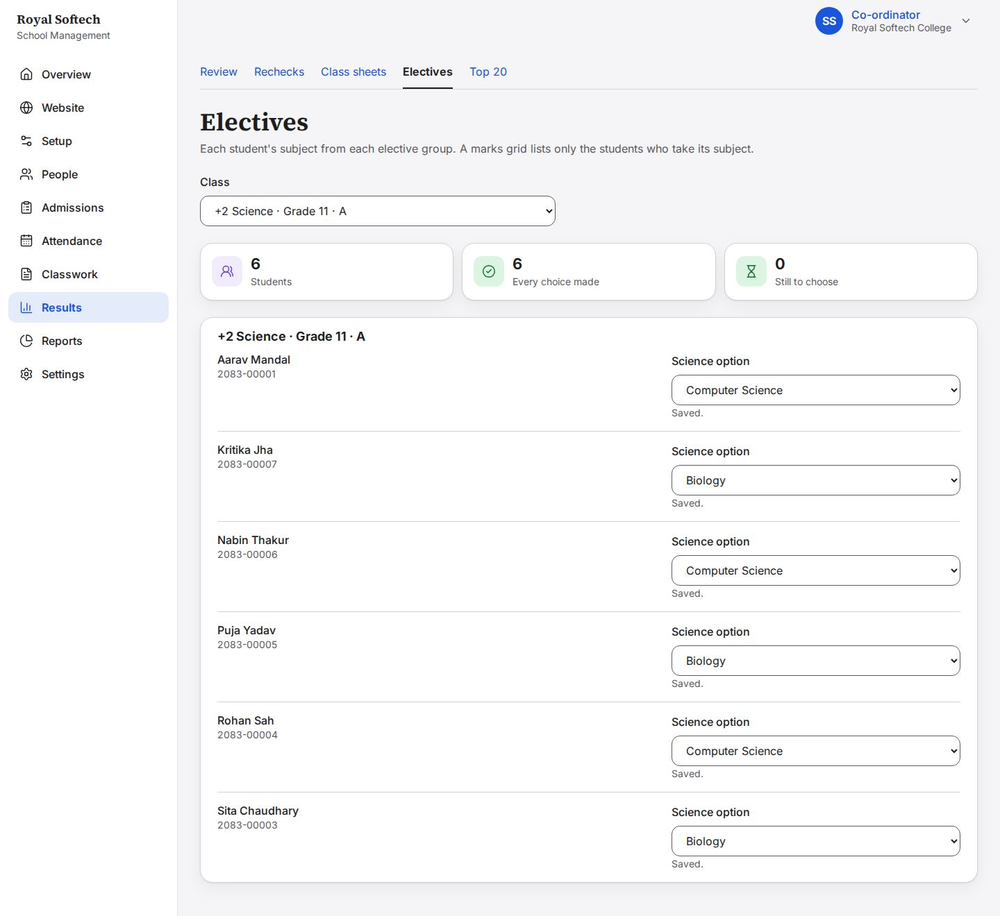 Royal Softech
School Management
Overview
Website
Setup
People
Admissions
Attendance
Classwork
Results
Reports
Settings
SS
Co-ordinator
Royal Softech College
Review
Rechecks
Class sheets
Electives
Top 20
Electives
Each student's subject from each elective group. A marks grid lists only the students who take its subject.
Class
+2 Science · Grade 11 · A
6
Students
6
Every choice made
0
Still to choose
+2 Science · Grade 11 · A
Aarav Mandal
2083-00001
Science option
Computer Science
Saved.
Kritika Jha
2083-00007
Science option
Biology
Saved.
Nabin Thakur
2083-00006
Science option
Computer Science
Saved.
Puja Yadav
2083-00005
Science option
Biology
Saved.
Rohan Sah
2083-00004
Science option
Computer Science
Saved.
Sita Chaudhary
2083-00003
Science option
Biology
Saved.